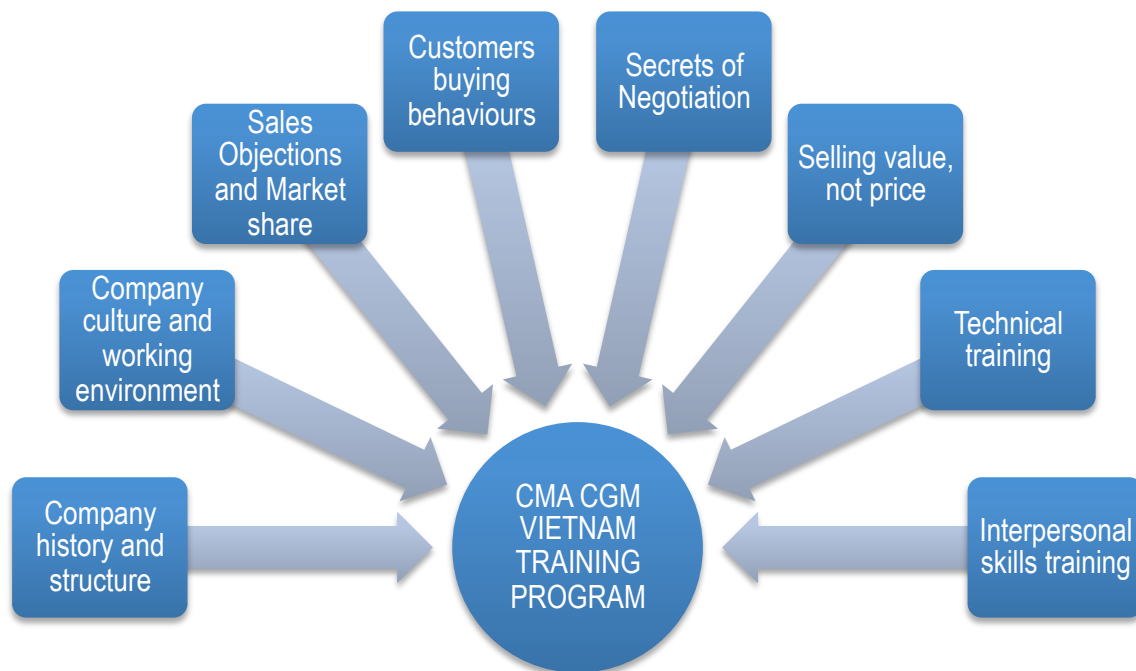 Customers
buying
behaviours
Secrets of
Negotiation
Sales
Objections
and Market
share
Selling value,
not price
Company
culture and
working
environment
Technical
training
Company
history and
structure
CMA CGM
VIETNAM
TRAINING
PROGRAM
Interpersonal
skills training